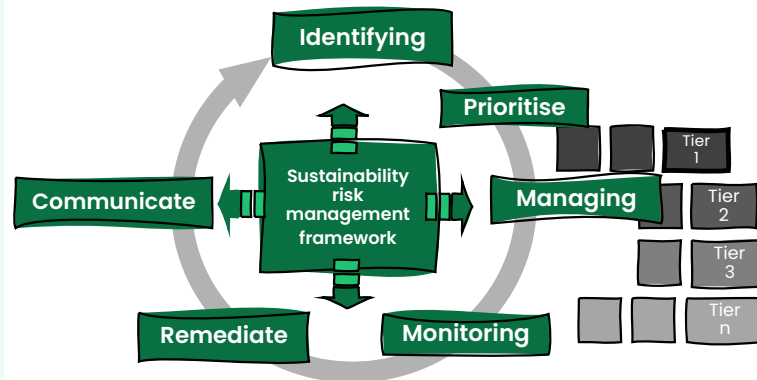 Identifying
Prioritise
Tier
1
Sustainability
risk
management
framework
Communicate
Managing
Tier
2
Tier
3
Remediate
Monitoring
Tier
n